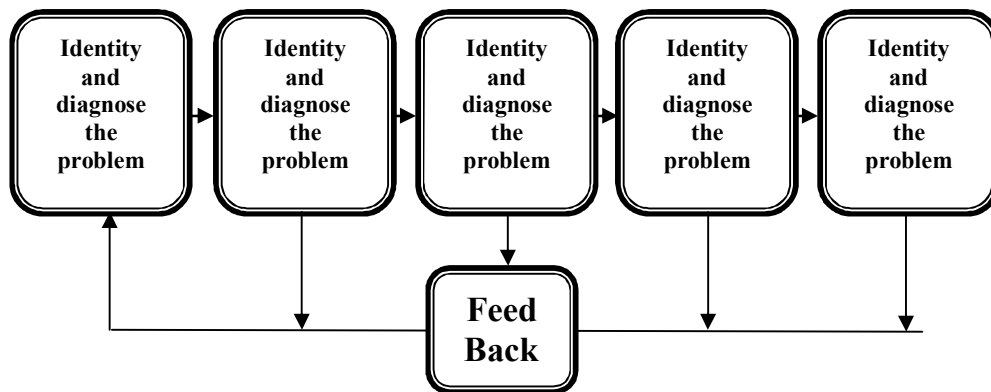 Identity
and
diagnose
the
problem
Identity
and
diagnose
the
problem
Identity
and
diagnose
the
problem
Identity
and
diagnose
the
problem
Identity
and
diagnose
the
problem
Feed
Back